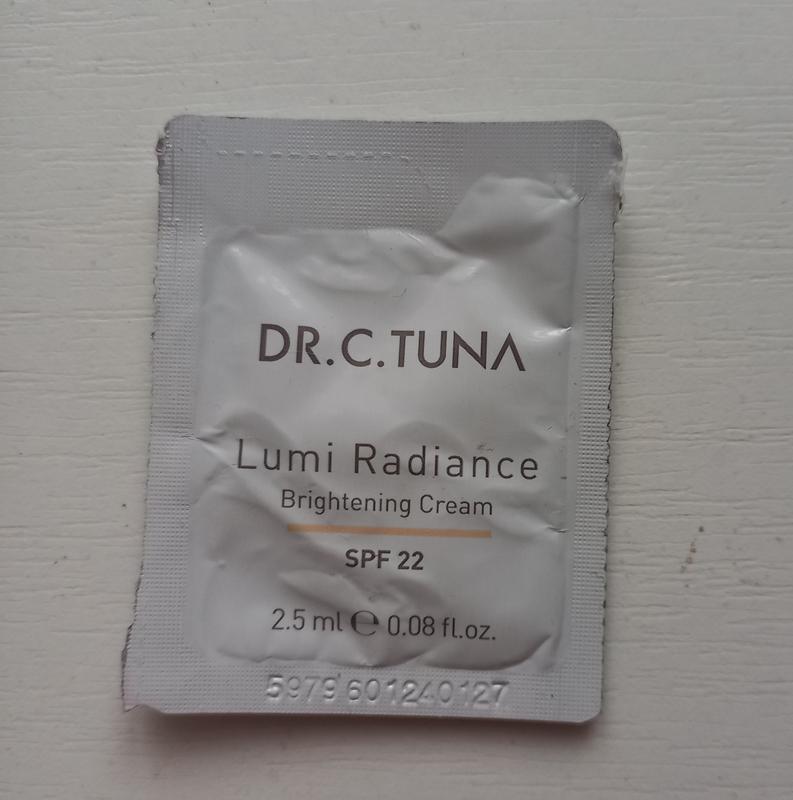 DR.C.TUNA
Lumi Radiance
Brightening Cream
SPF 22
2.5 ml ℮ 0.08 fl.oz.
5979 601240127